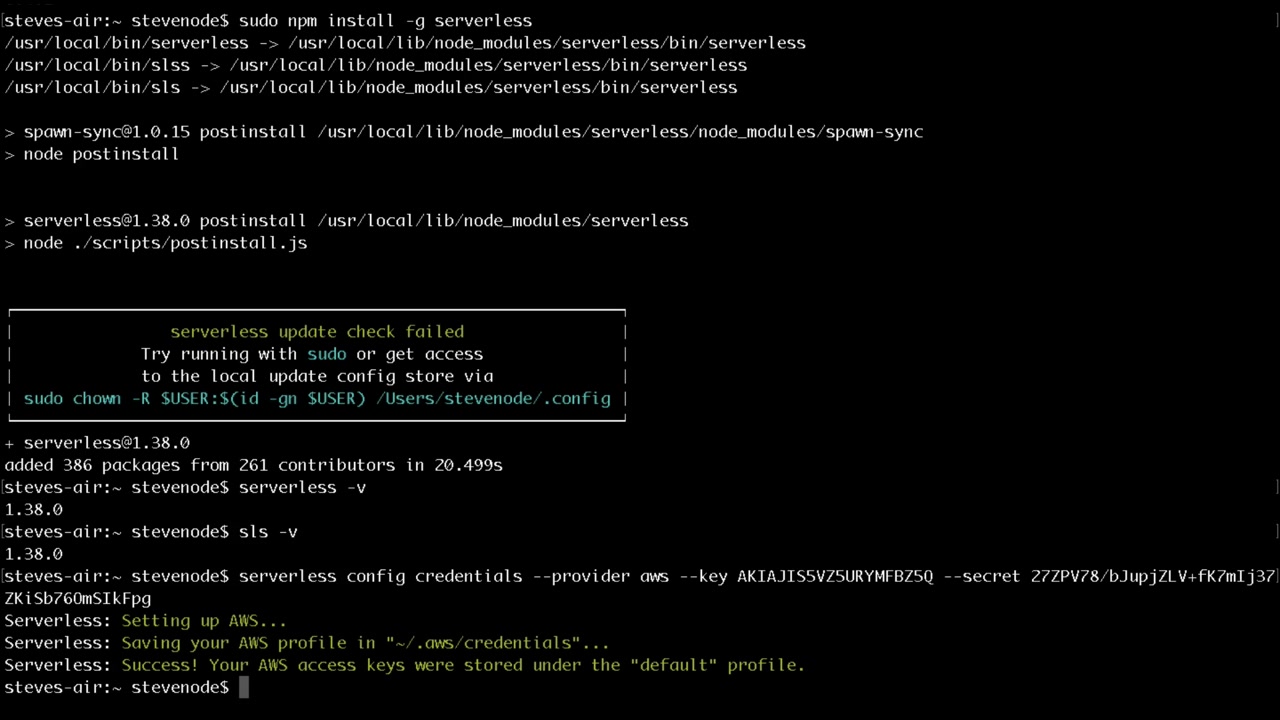 steves-air:~ stevenode$ sudo npm install -g serverless
/usr/local/bin/serverless -> /usr/local/lib/node_modules/serverless/bin/serverless
/usr/local/bin/slss -> /usr/local/lib/node_modules/serverless/bin/serverless
/usr/local/bin/sls -> /usr/local/lib/node_modules/serverless/bin/serverless
> spawn-sync@1.0.15 postinstall /usr/local/lib/node_modules/serverless/node_modules/spawn-sync
> node postinstall
> serverless@1.38.0 postinstall /usr/local/lib/node_modules/serverless
> node ./scripts/postinstall.js
serverless update check failed
Try running with sudo or get access
to the local update config store via
sudo chown -R $USER:$(id -gn $USER) /Users/stevenode/.config
+ serverless@1.38.0
added 386 packages from 261 contributors in 20.499s
steves-air:~ stevenode$ serverless -v
1.38.0
steves-air:~ stevenode$ sls -v
1.38.0
steves-air:~ stevenode$ serverless config credentials --provider aws --key AKIAJIS5VZ5URYMFBZ5Q --secret 27ZPV78/bJupjZLV+fK7mIj37
ZKiSb76OmSIkFpg
Serverless: Setting up AWS...
Serverless: Saving your AWS profile in "~/.aws/credentials"...
Serverless: Success! Your AWS access keys were stored under the "default" profile.
steves-air:~ stevenode$